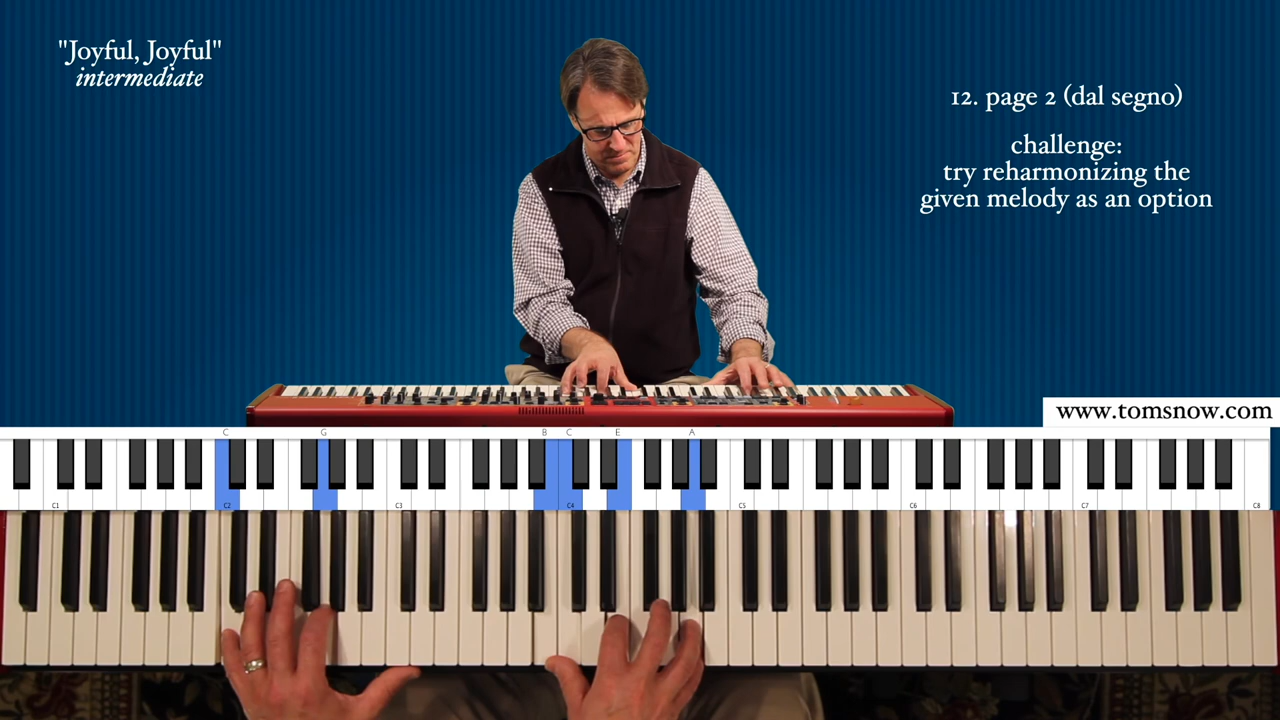 "Joyful, Joyful"
intermediate
12. page 2 (dal segno)
challenge:
try reharmonizing the
given melody as an option
www.tomsnow.com
C G B C E A
C1 C2 C3 C4 C5 C6 C7 C8